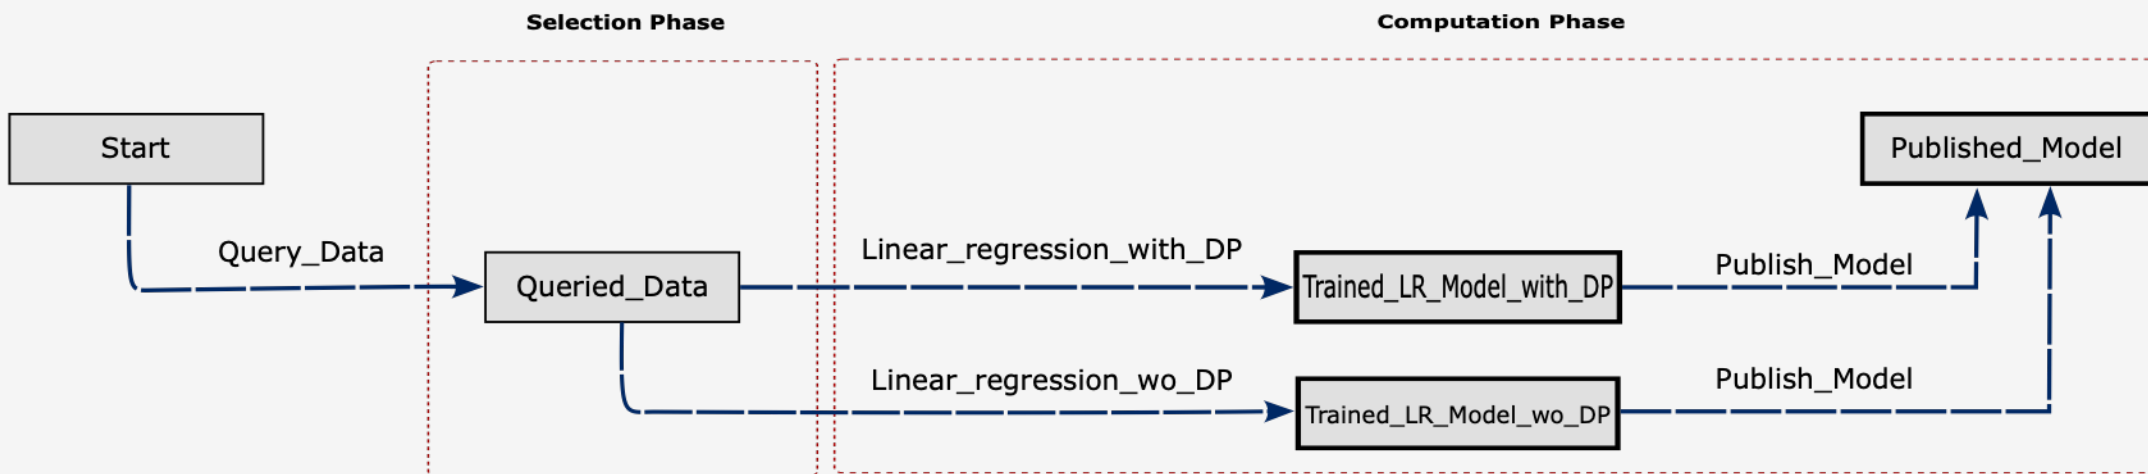 Selection Phase
Computation Phase
Start
Published_Model
Query_Data
Linear_regression_with_DP
Publish_Model
Queried_Data
Trained_LR_Model_with_DP
Linear_regression_wo_DP
Publish_Model
Trained_LR_Model_wo_DP